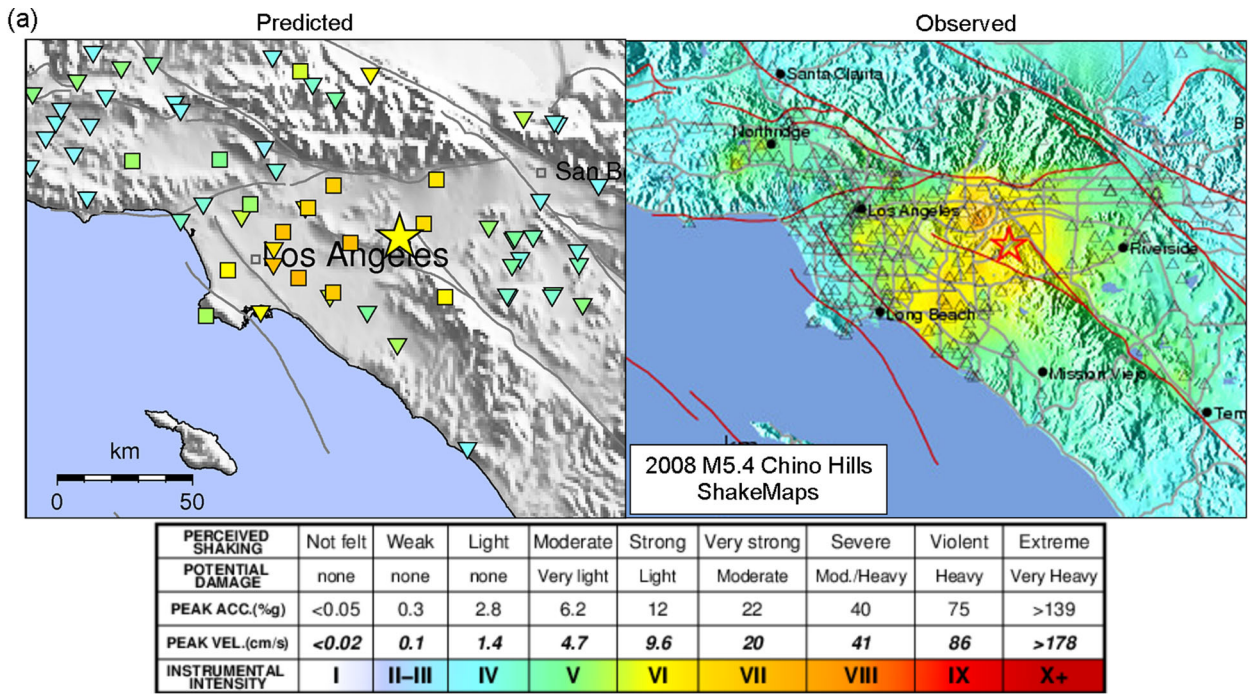 (a)
Predicted
Observed
San B
Los Angeles
km
0 50
Santa Clarita
Northridge
B
Los Angeles
Riverside
Long Beach
Mission Viejo
Tem
2008 M5.4 Chino Hills
ShakeMaps
PERCEIVED SHAKING Not felt Weak Light Moderate Strong Very strong Severe Violent Extreme
POTENTIAL DAMAGE none none none Very light Light Moderate Mod./Heavy Heavy Very Heavy
PEAK ACC.(%g) <0.05 0.3 2.8 6.2 12 22 40 75 >139
PEAK VEL.(cm/s) <0.02 0.1 1.4 4.7 9.6 20 41 86 >178
INSTRUMENTAL INTENSITY I II–III IV V VI VII VIII IX X+